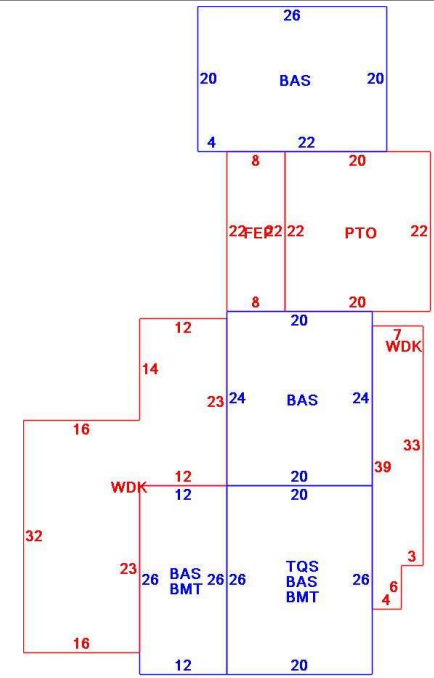 26
20 BAS 20
4 22
8 20
22 FEP 22 22 PTO 22
8 20
12 20
7
WDK
14
23 24 BAS 24
16
33
39
12 20
WDK 12 20
32
3
23 26 BAS 26 26 TQS 26
BMT BAS
BMT
6
4
16
12 20